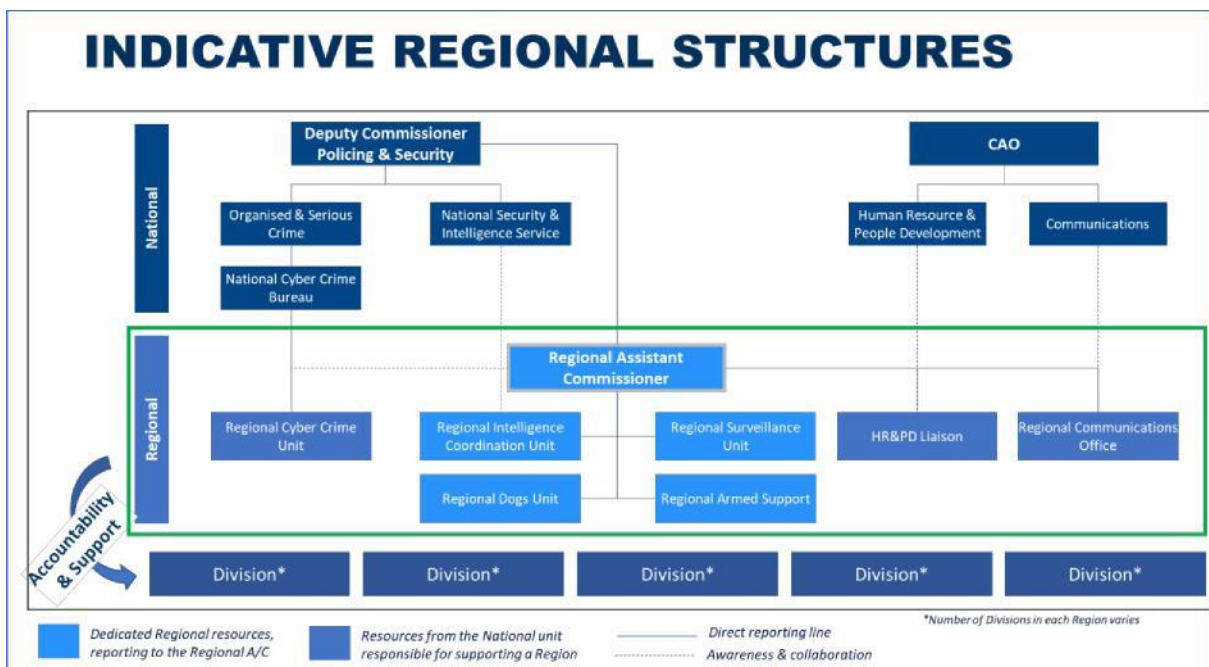 INDICATIVE REGIONAL STRUCTURES
National
Deputy Commissioner
Policing & Security
CAO
Organised & Serious
Crime
National Security &
Intelligence Service
Human Resource &
People Development
Communications
National Cyber Crime
Bureau
Regional
Regional Assistant
Commissioner
Regional Cyber Crime
Unit
Regional Intelligence
Coordination Unit
Regional Surveillance
Unit
HR&PD Liaison
Regional Communications
Office
Regional Dogs Unit
Regional Armed Support
Accountability
& Support
Division*
Division*
Division*
Division*
Division*
*Number of Divisions in each Region varies
Dedicated Regional resources,
reporting to the Regional A/C
Resources from the National unit
responsible for supporting a Region
Direct reporting line
Awareness & collaboration